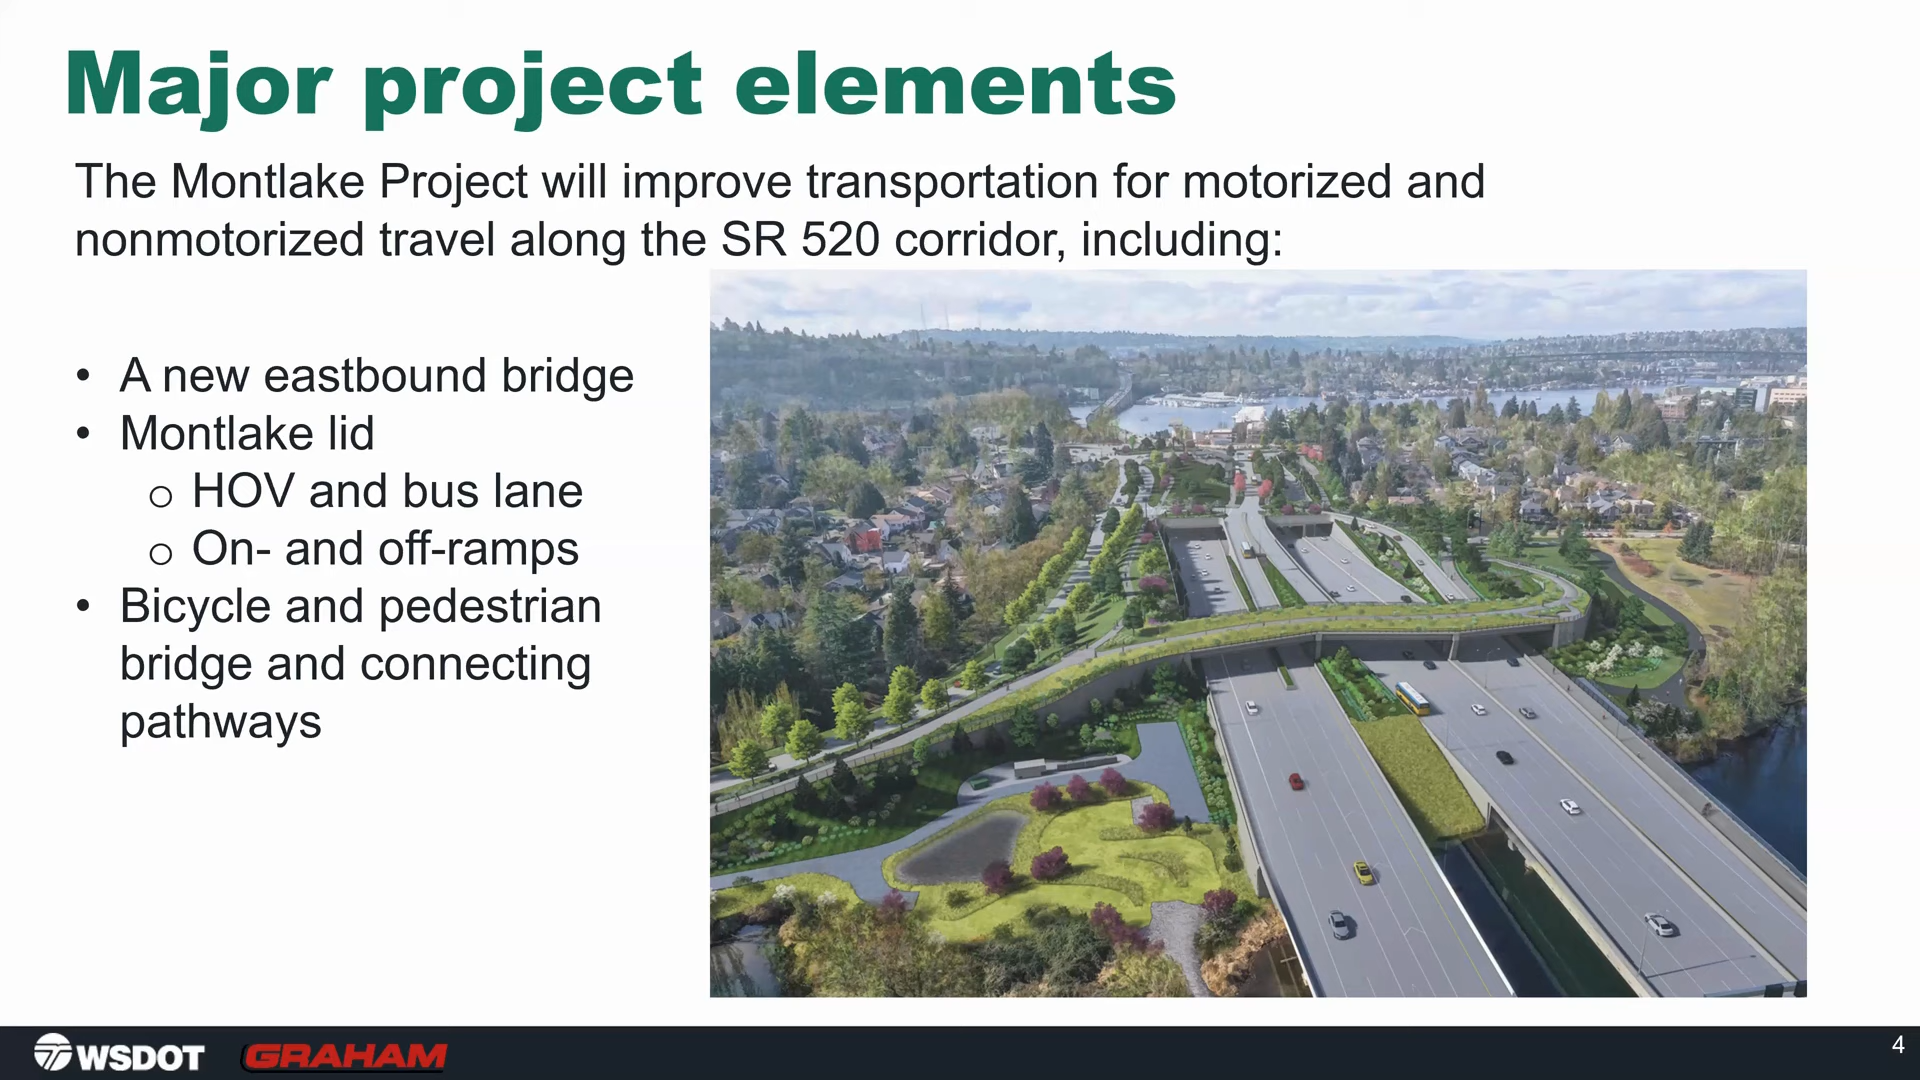 Major project elements
The Montlake Project will improve transportation for motorized and
nonmotorized travel along the SR 520 corridor, including:
• A new eastbound bridge
• Montlake lid
o HOV and bus lane
o On- and off-ramps
• Bicycle and pedestrian
bridge and connecting
pathways
WSDOT GRAHAM 4